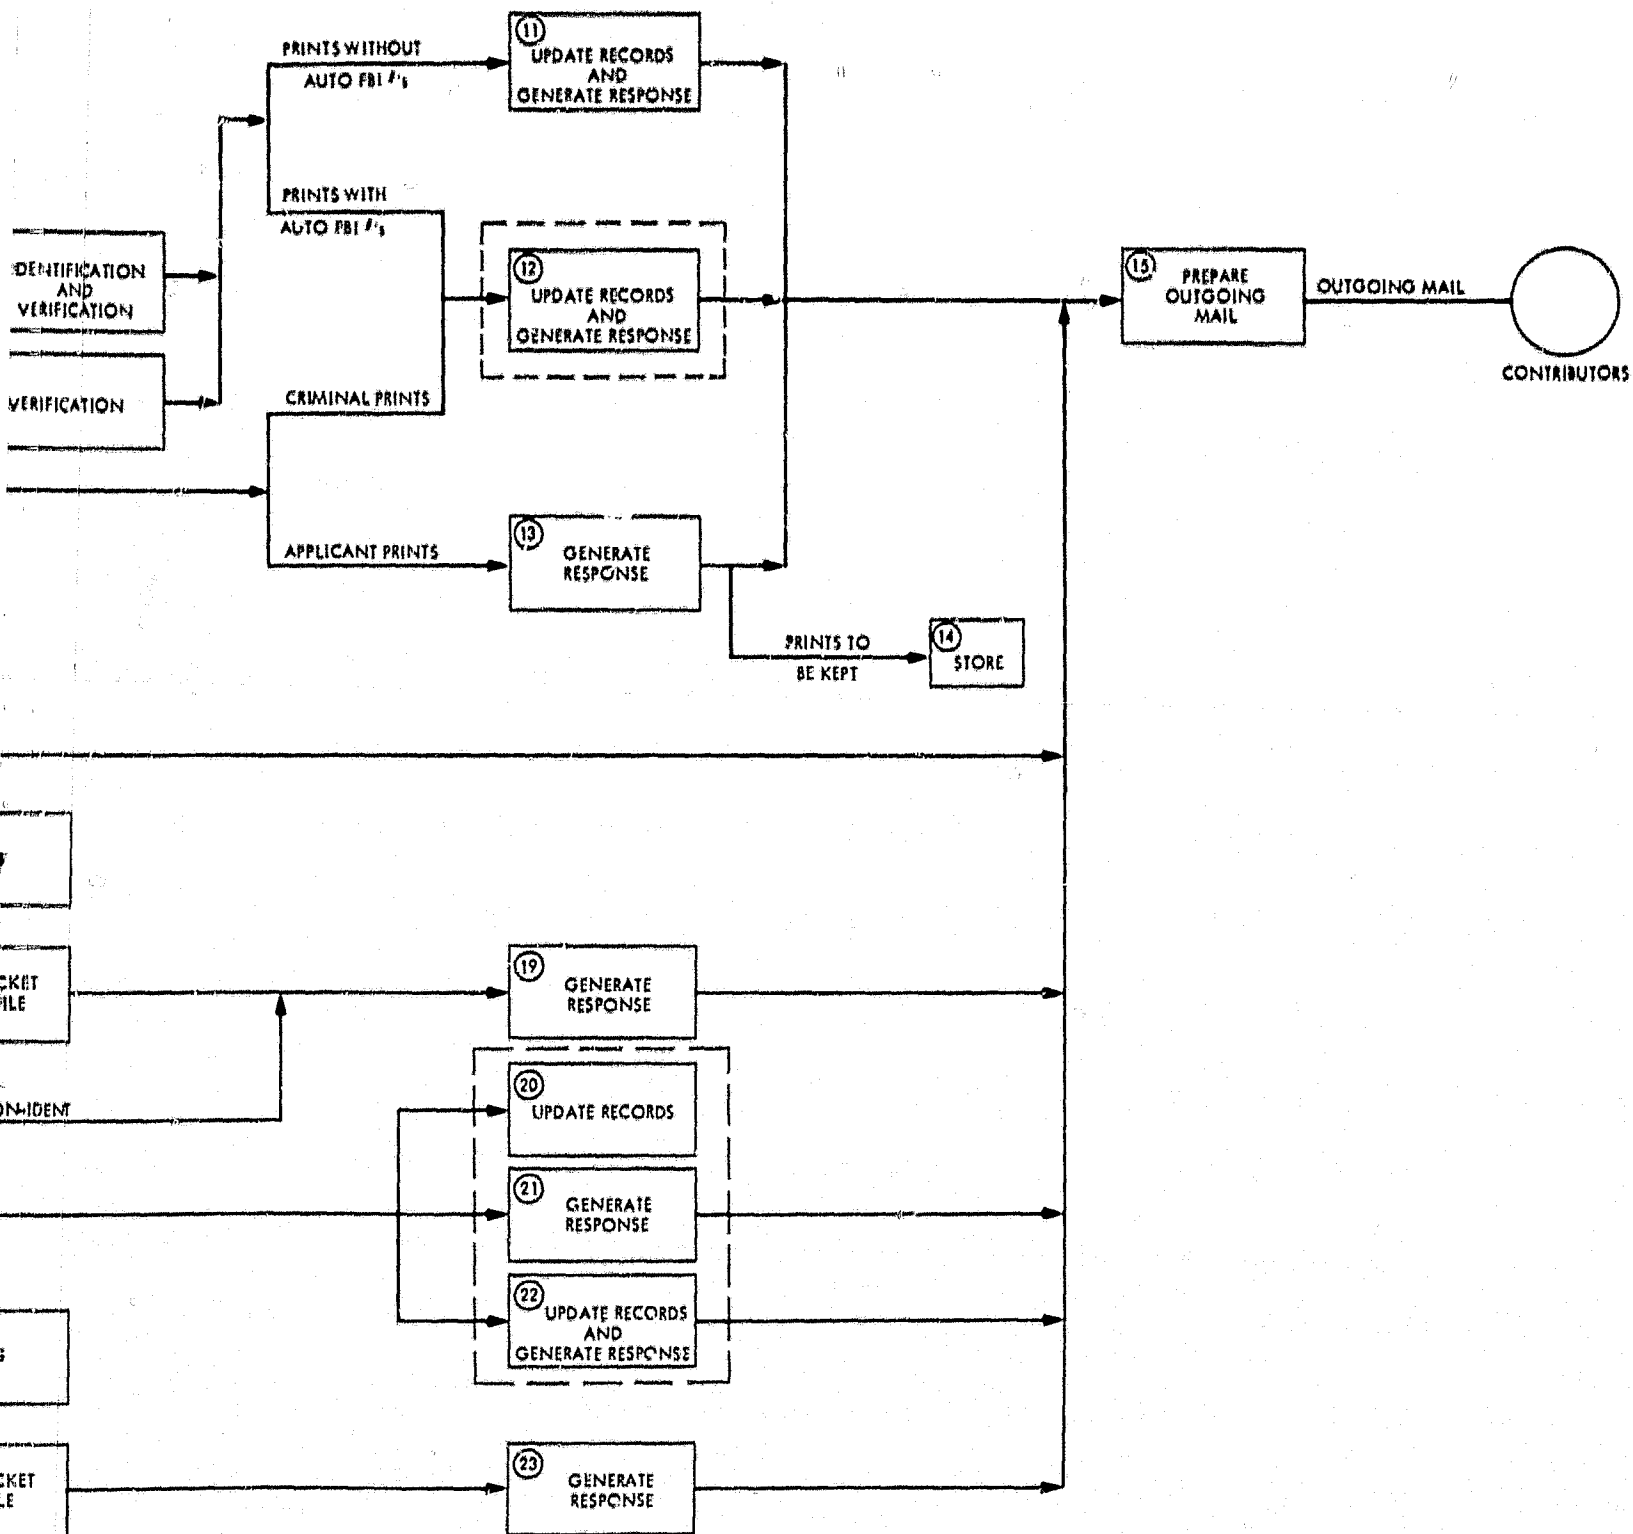 11
PRINTS WITHOUT
AUTO FBI #'s
UPDATE RECORDS
AND
GENERATE RESPONSE
PRINTS WITH
AUTO FBI #'s
IDENTIFICATION
AND
VERIFICATION
12
UPDATE RECORDS
AND
GENERATE RESPONSE
15
PREPARE
OUTGOING
MAIL
OUTGOING MAIL
CONTRIBUTORS
VERIFICATION
CRIMINAL PRINTS
APPLICANT PRINTS
13
GENERATE
RESPONSE
PRINTS TO
BE KEPT
14
STORE
CKET
FILE
19
GENERATE
RESPONSE
ON-IDENT
20
UPDATE RECORDS
21
GENERATE
RESPONSE
22
UPDATE RECORDS
AND
GENERATE RESPONSE
S
CKET
LE
23
GENERATE
RESPONSE